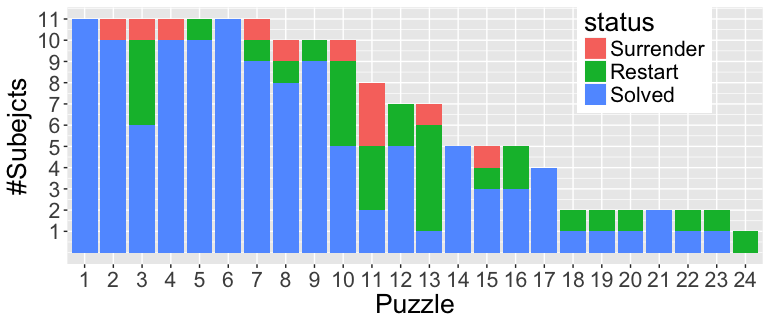 status
Surrender
Restart
Solved
#Subejcts
11
10
9
8
7
6
5
4
3
2
1
1 2 3 4 5 6 7 8 9 10 11 12 13 14 15 16 17 18 19 20 21 22 23 24
Puzzle